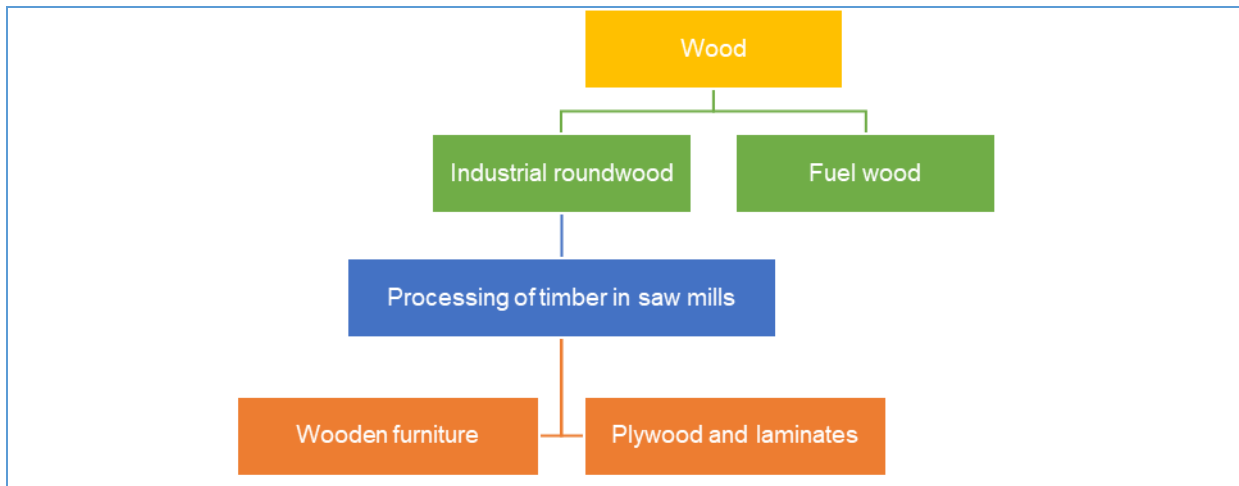 Wood
Industrial roundwood
Fuel wood
Processing of timber in saw mills
Wooden furniture
Plywood and laminates